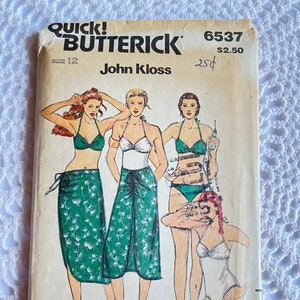 Quick!
BUTTERICK 6537
$2.50
SIZE 12
25¢
John Kloss